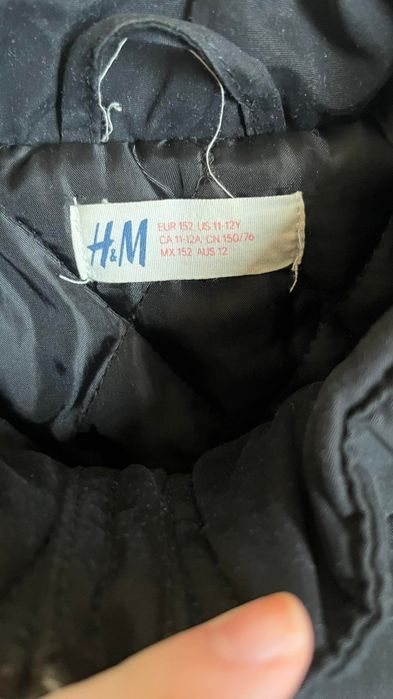 H&M
EUR 152 US 11-12Y
CA 11-12A, CN 150/76
MX 152 AUS 12